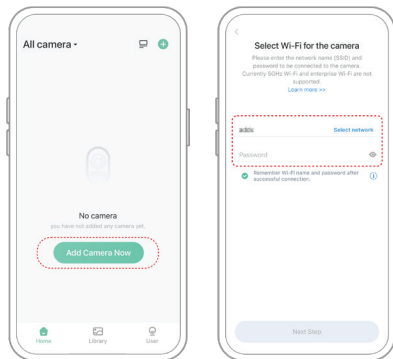 All camera
No camera
you have not added any camera yet.
Add Camera Now
Home
Library
User
Select Wi-Fi for the camera
Please enter the network name (SSID) and
password to be connected to the camera.
Currently 5GHz Wi-Fi and enterprise Wi-Fi are not
supported
Learn more >>
Select network
Password
Remember Wi-Fi name and password after
successful connection;
Next Step